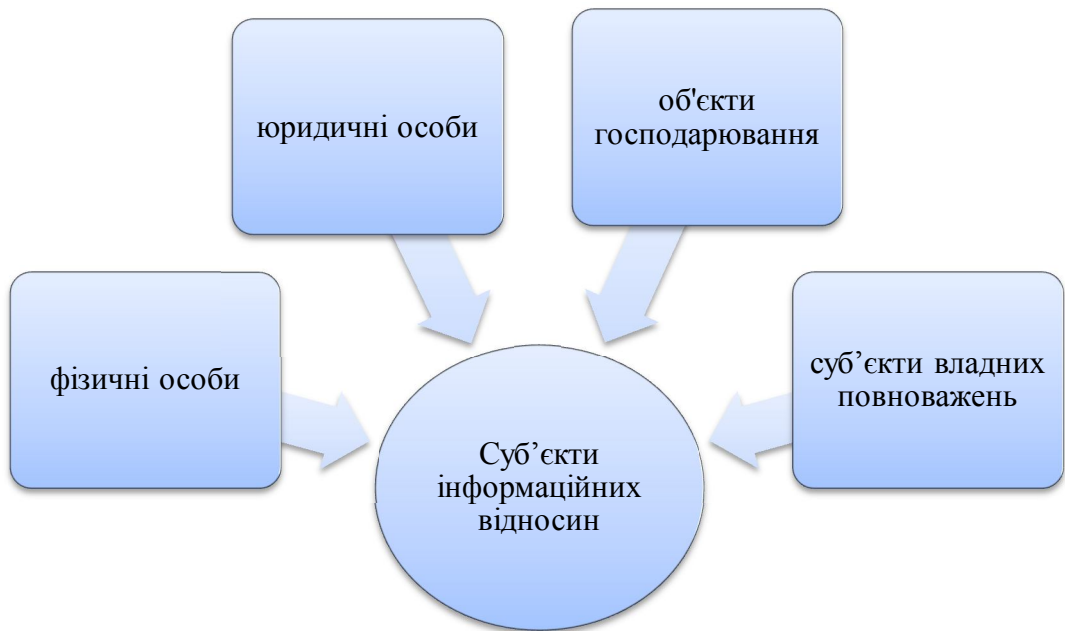 юридичні особи
об'єкти
господарювання
фізичні особи
суб’єкти владних
повноважень
Суб’єкти
інформаційних
відносин